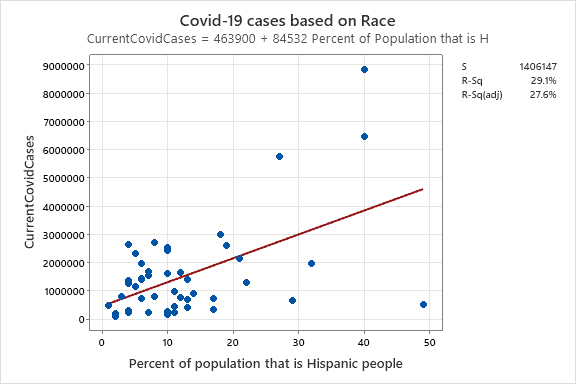 Covid-19 cases based on Race
CurrentCovidCases = 463900 + 84532 Percent of Population that is H
S 1406147
R-Sq 29.1%
R-Sq(adj) 27.6%
CurrentCovidCases
9000000
8000000
7000000
6000000
5000000
4000000
3000000
2000000
1000000
0
0 10 20 30 40 50
Percent of population that is Hispanic people